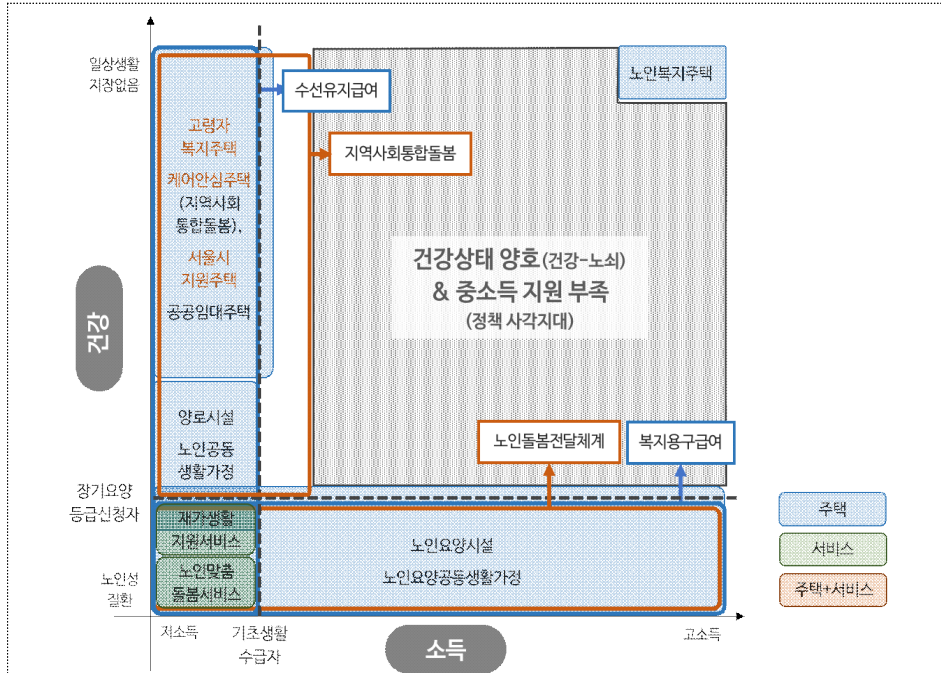 일상생활
지장없음
노인복지주택
수선유지급여
고령자
복지주택
지역사회통합돌봄
케어안심주택
(지역사회
통합돌봄),
서울시
지원주택
공공임대주택
건강상태 양호(건강-노쇠)
& 중소득 지원 부족
(정책 사각지대)
건강
양로시설
노인공동
생활가정
노인돌봄전달체계
복지용구급여
장기요양
등급신청자
재가생활
지원서비스
노인맞춤
돌봄서비스
노인요양시설
노인요양공동생활가정
주택
서비스
주택+서비스
노인성
질환
저소득
기초생활
수급자
소득
고소득